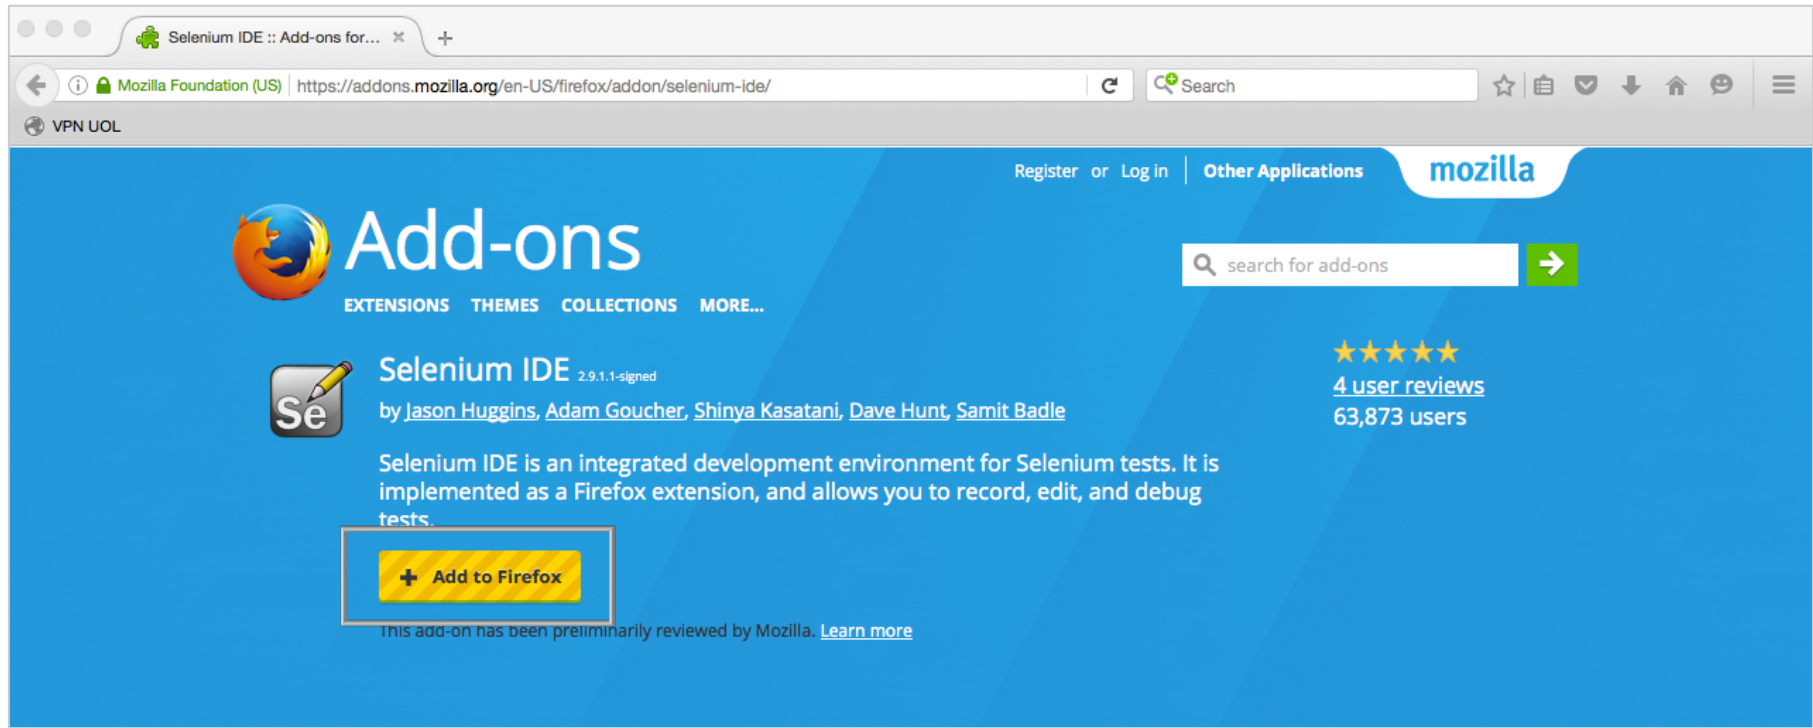 Selenium IDE :: Add-ons for...
Mozilla Foundation (US) https://addons.mozilla.org/en-US/firefox/addon/selenium-ide/ Search
VPN UOL
Register or Log in Other Applications mozilla
Add-ons
search for add-ons
EXTENSIONS THEMES COLLECTIONS MORE...
Selenium IDE 2.9.1.1-signed
by Jason Huggins, Adam Goucher, Shinya Kasatani, Dave Hunt, Samit Badle
4 user reviews
63,873 users
Se
Selenium IDE is an integrated development environment for Selenium tests. It is
implemented as a Firefox extension, and allows you to record, edit, and debug
tests.
+ Add to Firefox
This add-on has been preliminarily reviewed by Mozilla. Learn more